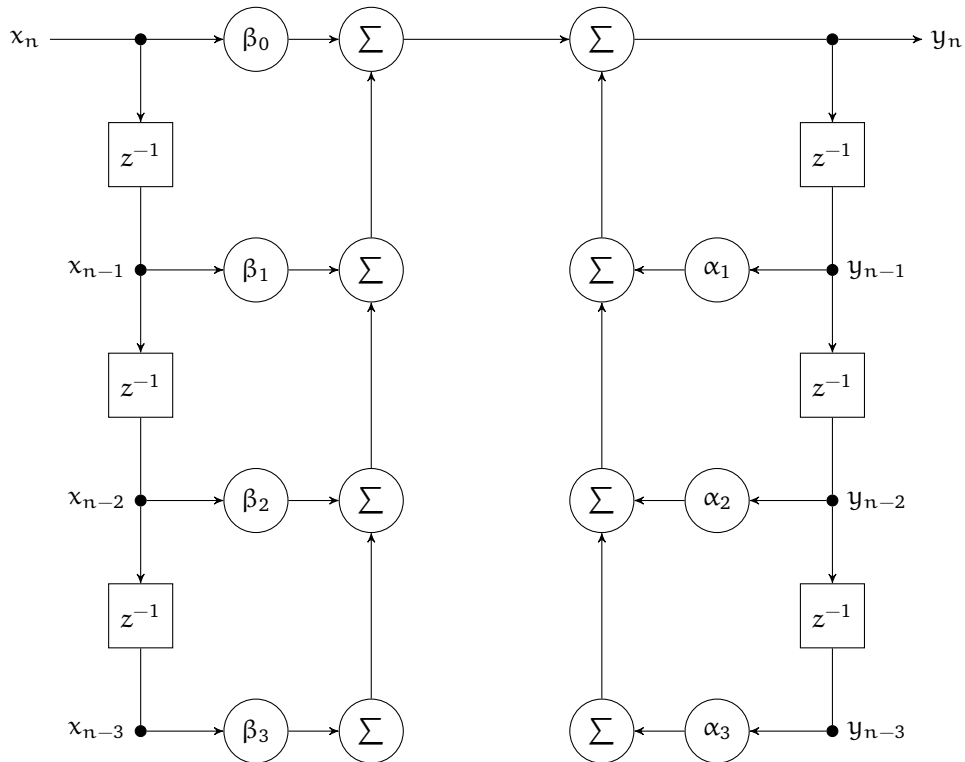 xₙ β₀ Σ Σ yₙ
z⁻¹ z⁻¹
xₙ₋₁ β₁ Σ Σ α₁ yₙ₋₁
z⁻¹ z⁻¹
xₙ₋₂ β₂ Σ Σ α₂ yₙ₋₂
z⁻¹ z⁻¹
xₙ₋₃ β₃ Σ Σ α₃ yₙ₋₃